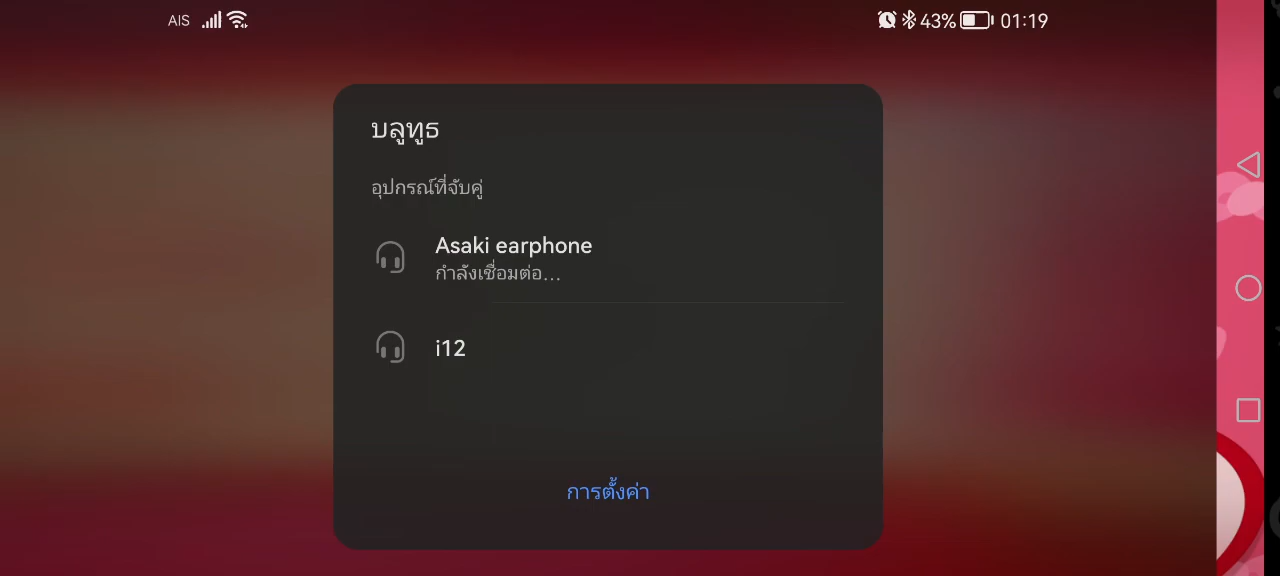 AIS 43% 01:19
บลูทูธ
อุปกรณ์ที่จับคู่
Asaki earphone
กำลังเชื่อมต่อ...
i12
การตั้งค่า